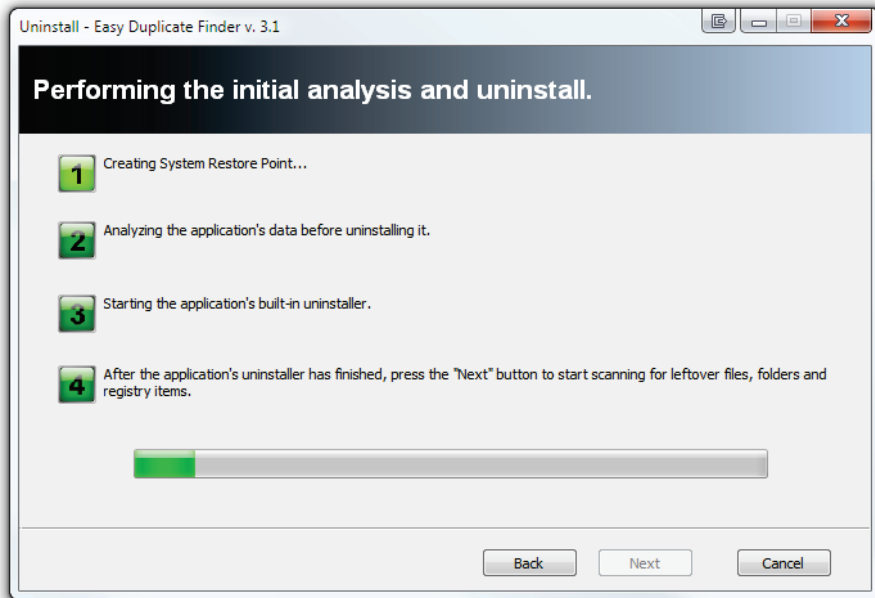 Uninstall - Easy Duplicate Finder v. 3.1
Performing the initial analysis and uninstall.
1 Creating System Restore Point...
2 Analyzing the application's data before uninstalling it.
3 Starting the application's built-in uninstaller.
4 After the application's uninstaller has finished, press the "Next" button to start scanning for leftover files, folders and
registry items.
Back Next Cancel